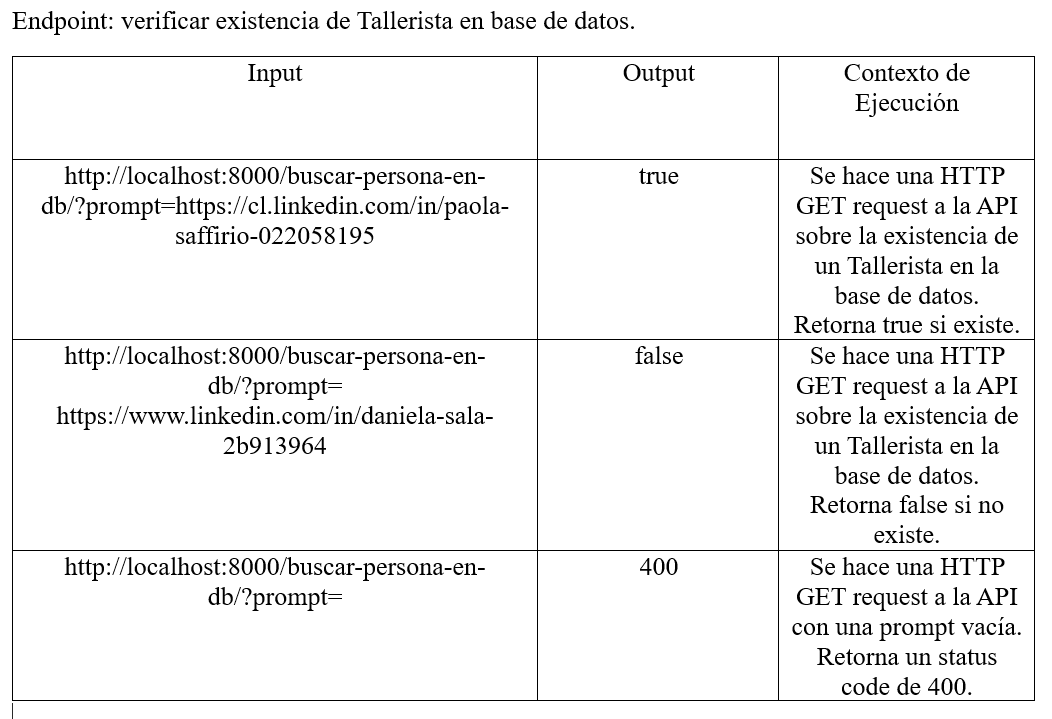 Endpoint: verificar existencia de Tallerista en base de datos.
Input
Output
Contexto de
Ejecución
http://localhost:8000/buscar-persona-en-
db/?prompt=https://cl.linkedin.com/in/paola-
saffirio-022058195
true
Se hace una HTTP
GET request a la API
sobre la existencia de
un Tallerista en la
base de datos.
Retorna true si existe.
http://localhost:8000/buscar-persona-en-
db/?prompt=
https://www.linkedin.com/in/daniela-sala-
2b913964
false
Se hace una HTTP
GET request a la API
sobre la existencia de
un Tallerista en la
base de datos.
Retorna false si no
existe.
http://localhost:8000/buscar-persona-en-
db/?prompt=
400
Se hace una HTTP
GET request a la API
con una prompt vacía.
Retorna un status
code de 400.